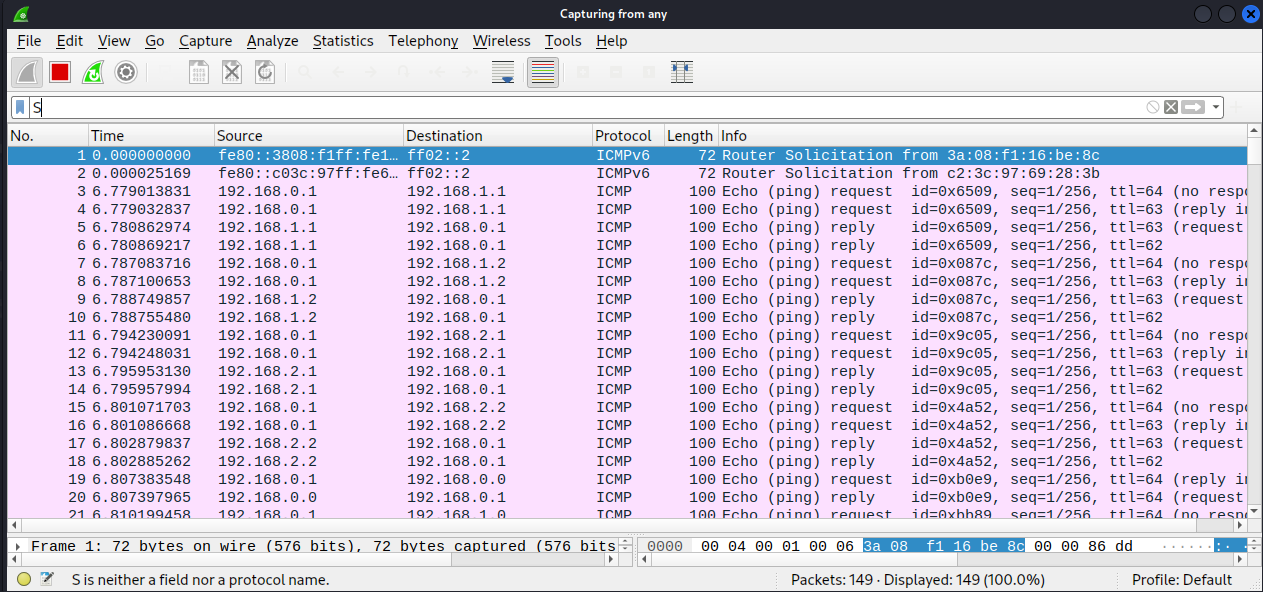 Capturing from any
File Edit View Go Capture Analyze Statistics Telephony Wireless Tools Help
S
No. Time Source Destination Protocol Length Info
1 0.000000000 fe80::3808:f1ff:fe1… ff02::2 ICMPv6 72 Router Solicitation from 3a:08:f1:16:be:8c
2 0.000025169 fe80::c03c:97ff:fe6… ff02::2 ICMPv6 72 Router Solicitation from c2:3c:97:69:28:3b
3 6.779013831 192.168.0.1 192.168.1.1 ICMP 100 Echo (ping) request id=0x6509, seq=1/256, ttl=64 (no respo
4 6.779032837 192.168.0.1 192.168.1.1 ICMP 100 Echo (ping) request id=0x6509, seq=1/256, ttl=63 (reply in
5 6.780862974 192.168.1.1 192.168.0.1 ICMP 100 Echo (ping) reply id=0x6509, seq=1/256, ttl=63 (request
6 6.780869217 192.168.1.1 192.168.0.1 ICMP 100 Echo (ping) reply id=0x6509, seq=1/256, ttl=62
7 6.787083716 192.168.0.1 192.168.1.2 ICMP 100 Echo (ping) request id=0x087c, seq=1/256, ttl=64 (no respo
8 6.787100653 192.168.0.1 192.168.1.2 ICMP 100 Echo (ping) request id=0x087c, seq=1/256, ttl=63 (reply in
9 6.788749857 192.168.1.2 192.168.0.1 ICMP 100 Echo (ping) reply id=0x087c, seq=1/256, ttl=63 (request
10 6.788755480 192.168.1.2 192.168.0.1 ICMP 100 Echo (ping) reply id=0x087c, seq=1/256, ttl=62
11 6.794230091 192.168.0.1 192.168.2.1 ICMP 100 Echo (ping) request id=0x9c05, seq=1/256, ttl=64 (no respo
12 6.794248031 192.168.0.1 192.168.2.1 ICMP 100 Echo (ping) request id=0x9c05, seq=1/256, ttl=63 (reply in
13 6.795953130 192.168.2.1 192.168.0.1 ICMP 100 Echo (ping) reply id=0x9c05, seq=1/256, ttl=63 (request
14 6.795957994 192.168.2.1 192.168.0.1 ICMP 100 Echo (ping) reply id=0x9c05, seq=1/256, ttl=62
15 6.801071703 192.168.0.1 192.168.2.2 ICMP 100 Echo (ping) request id=0x4a52, seq=1/256, ttl=64 (no respo
16 6.801086668 192.168.0.1 192.168.2.2 ICMP 100 Echo (ping) request id=0x4a52, seq=1/256, ttl=63 (reply in
17 6.802879837 192.168.2.2 192.168.0.1 ICMP 100 Echo (ping) reply id=0x4a52, seq=1/256, ttl=63 (request
18 6.802885262 192.168.2.2 192.168.0.1 ICMP 100 Echo (ping) reply id=0x4a52, seq=1/256, ttl=62
19 6.807383548 192.168.0.1 192.168.0.0 ICMP 100 Echo (ping) request id=0xb0e9, seq=1/256, ttl=64 (reply in
20 6.807397965 192.168.0.0 192.168.0.1 ICMP 100 Echo (ping) reply id=0xb0e9, seq=1/256, ttl=64 (request
21 6.810199458 192.168.0.1 192.168.1.0 ICMP 100 Echo (ping) request id=0xbb89, seq=1/256, ttl=64 (no respo
Frame 1: 72 bytes on wire (576 bits), 72 bytes captured (576 bits
0000 00 04 00 01 00 06 3a 08 f1 16 be 8c 00 00 86 dd ·······:· ·
S is neither a field nor a protocol name.
Packets: 149 · Displayed: 149 (100.0%)
Profile: Default